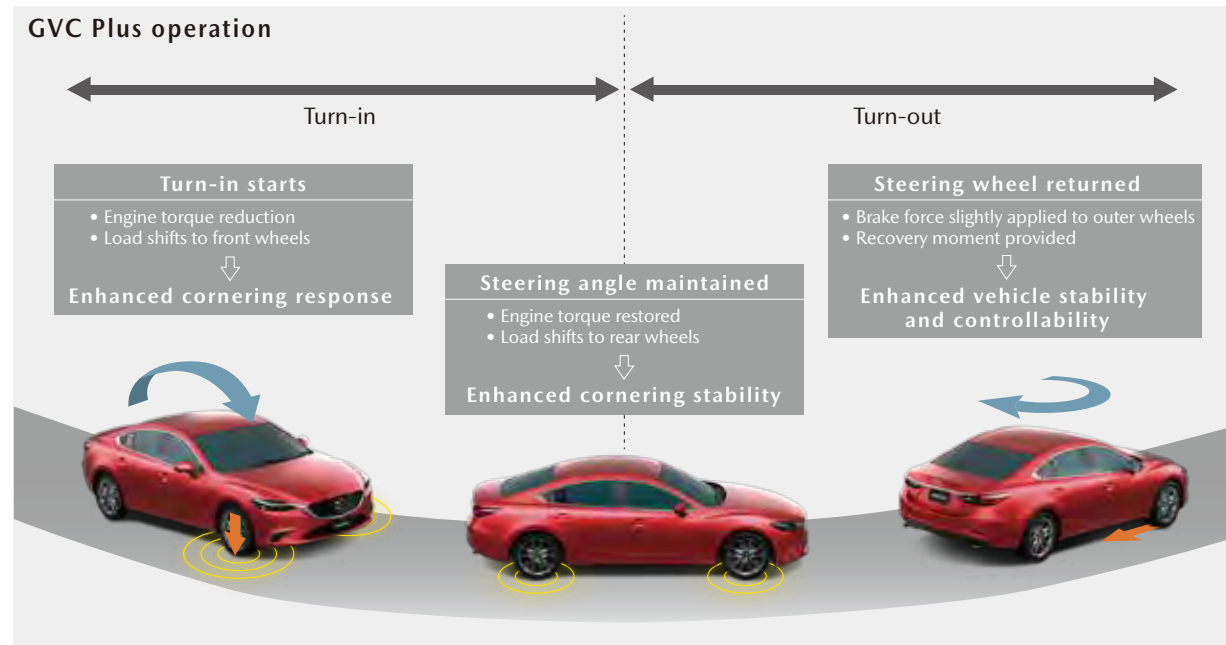 GVC Plus operation
Turn-in
Turn-out
Turn-in starts
• Engine torque reduction
• Load shifts to front wheels
Enhanced cornering response
Steering angle maintained
• Engine torque restored
• Load shifts to rear wheels
Enhanced cornering stability
Steering wheel returned
• Brake force slightly applied to outer wheels
• Recovery moment provided
Enhanced vehicle stability
and controllability